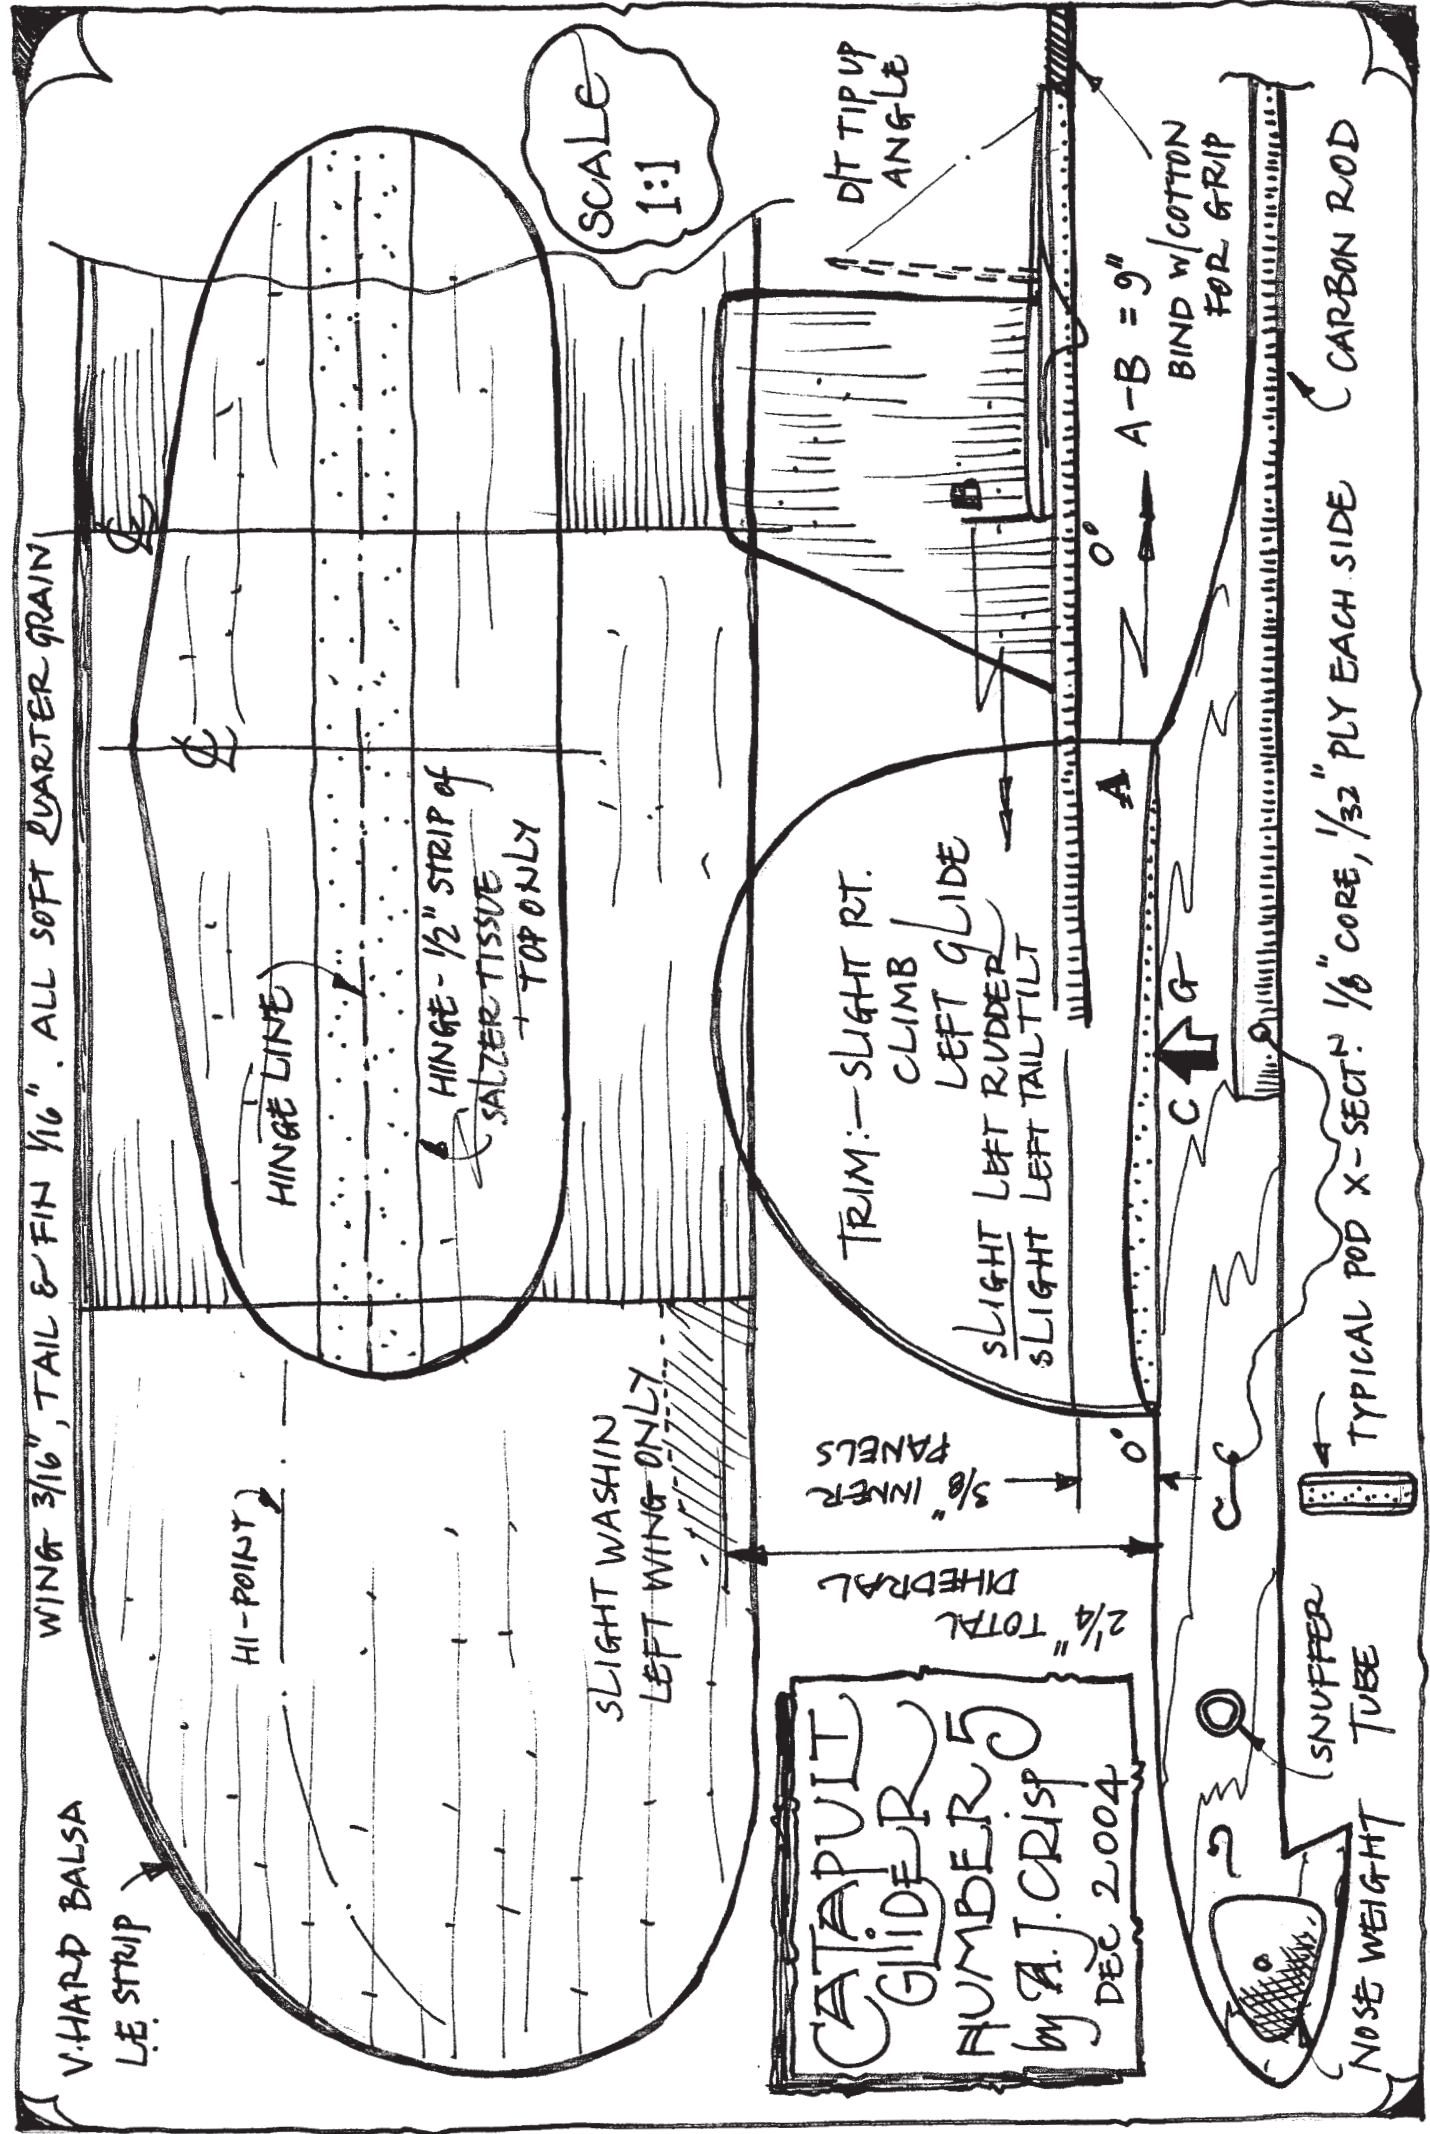 WING 3/16", TAIL & FIN 1/16". ALL SOFT QUARTER GRAIN
V.HARD BALSA
L.E. STRIP
HI-POINT
HINGE LINE
HINGE - 1/2" STRIP of
SALZER TISSUE
TOP ONLY
SLIGHT WASHIN
LEFT WING ONLY
SCALE
1:1
CATAPULT
GLIDER
NUMBER 5
by A.J. CRISP
DEC 2004
2 1/4" TOTAL
DIHEDRAL
3/8" INNER
PANELS
TRIM:- SLIGHT RT.
CLIMB
LEFT GLIDE
SLIGHT LEFT RUDDER
SLIGHT LEFT TAILTILT
D/T TIP UP
ANGLE
B
0°
A
0°
A-B = 9"
BIND W/COTTON
FOR GRIP
C G
SNUFFER
TUBE
NOSE WEIGHT
TYPICAL POD X-SECTN. 1/8" CORE, 1/32" PLY EACH SIDE
CARBON ROD